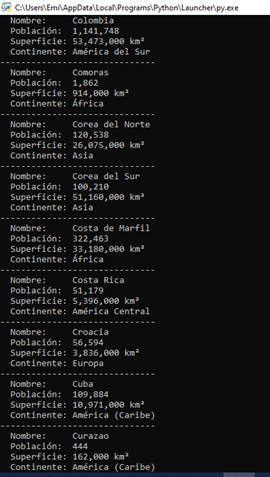 C:\Users\Emi\AppData\Local\Programs\Python\Launcher\py.exe
Nombre: Colombia
Población: 1,141,748
Superficie: 53,473,000 km²
Continente: América del Sur
------------------------------
Nombre: Comoras
Población: 1,862
Superficie: 914,000 km²
Continente: África
------------------------------
Nombre: Corea del Norte
Población: 120,538
Superficie: 26,075,000 km²
Continente: Asia
------------------------------
Nombre: Corea del Sur
Población: 100,210
Superficie: 51,160,000 km²
Continente: Asia
------------------------------
Nombre: Costa de Marfil
Población: 322,463
Superficie: 33,180,000 km²
Continente: África
------------------------------
Nombre: Costa Rica
Población: 51,179
Superficie: 5,396,000 km²
Continente: América Central
------------------------------
Nombre: Croacia
Población: 56,594
Superficie: 3,836,000 km²
Continente: Europa
------------------------------
Nombre: Cuba
Población: 109,884
Superficie: 10,971,000 km²
Continente: América (Caribe)
------------------------------
Nombre: Curazao
Población: 444
Superficie: 162,000 km²
Continente: América (Caribe)